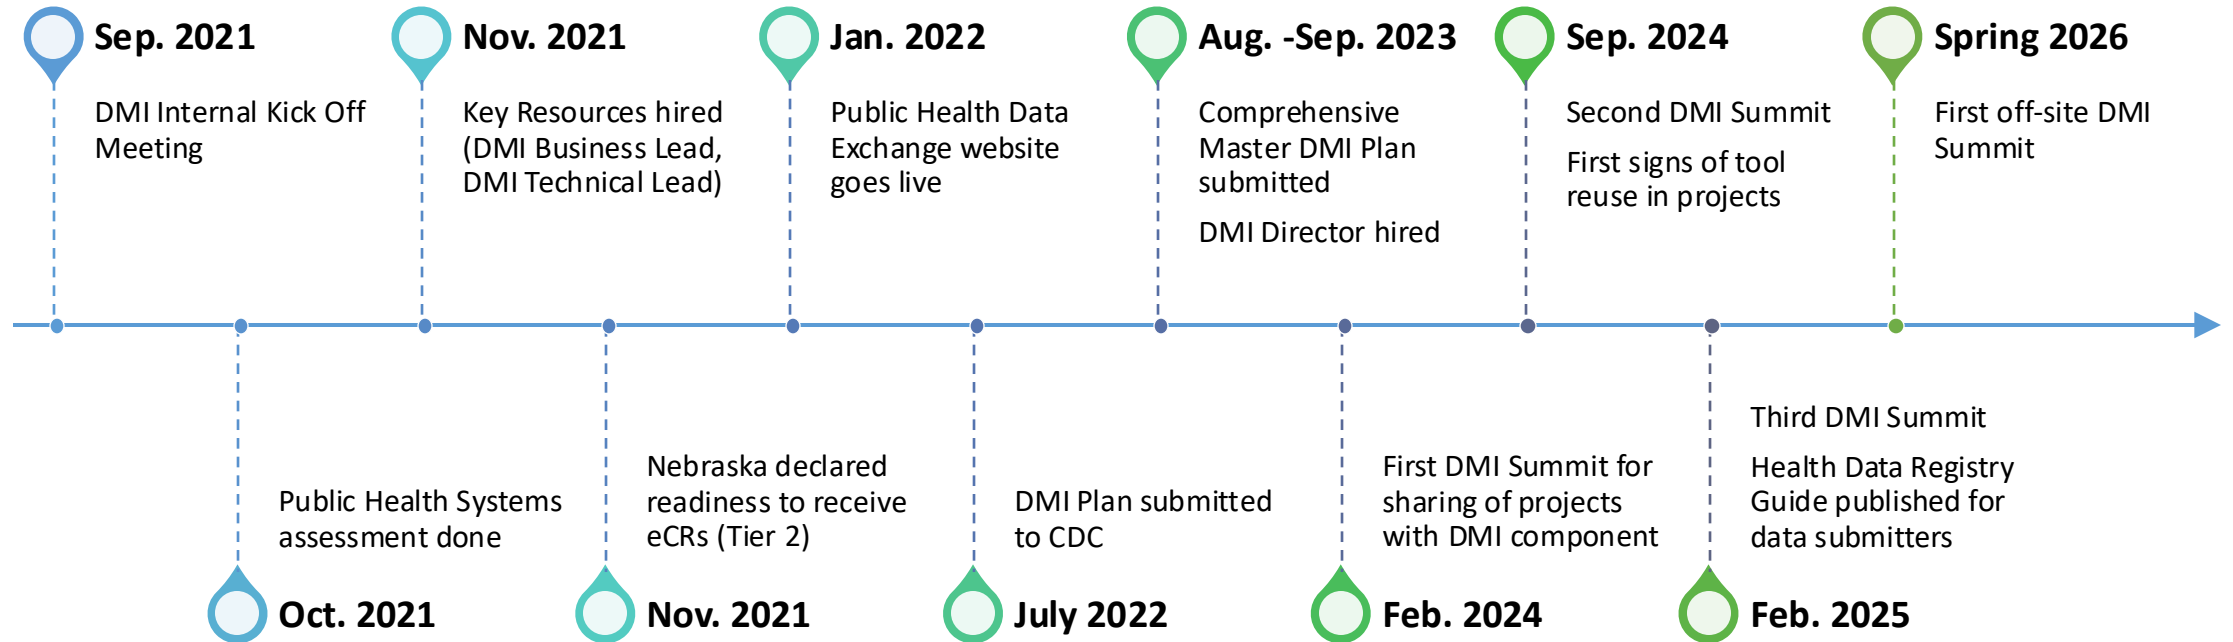 Sep. 2021
DMI Internal Kick Off
Meeting
Nov. 2021
Key Resources hired
(DMI Business Lead,
DMI Technical Lead)
Jan. 2022
Public Health Data
Exchange website
goes live
Aug. -Sep. 2023
Comprehensive
Master DMI Plan
submitted
DMI Director hired
Sep. 2024
Second DMI Summit
First signs of tool
reuse in projects
Spring 2026
First off-site DMI
Summit
Public Health Systems
assessment done
Oct. 2021
Nebraska declared
readiness to receive
eCRs (Tier 2)
Nov. 2021
DMI Plan submitted
to CDC
July 2022
First DMI Summit for
sharing of projects
with DMI component
Feb. 2024
Third DMI Summit
Health Data Registry
Guide published for
data submitters
Feb. 2025